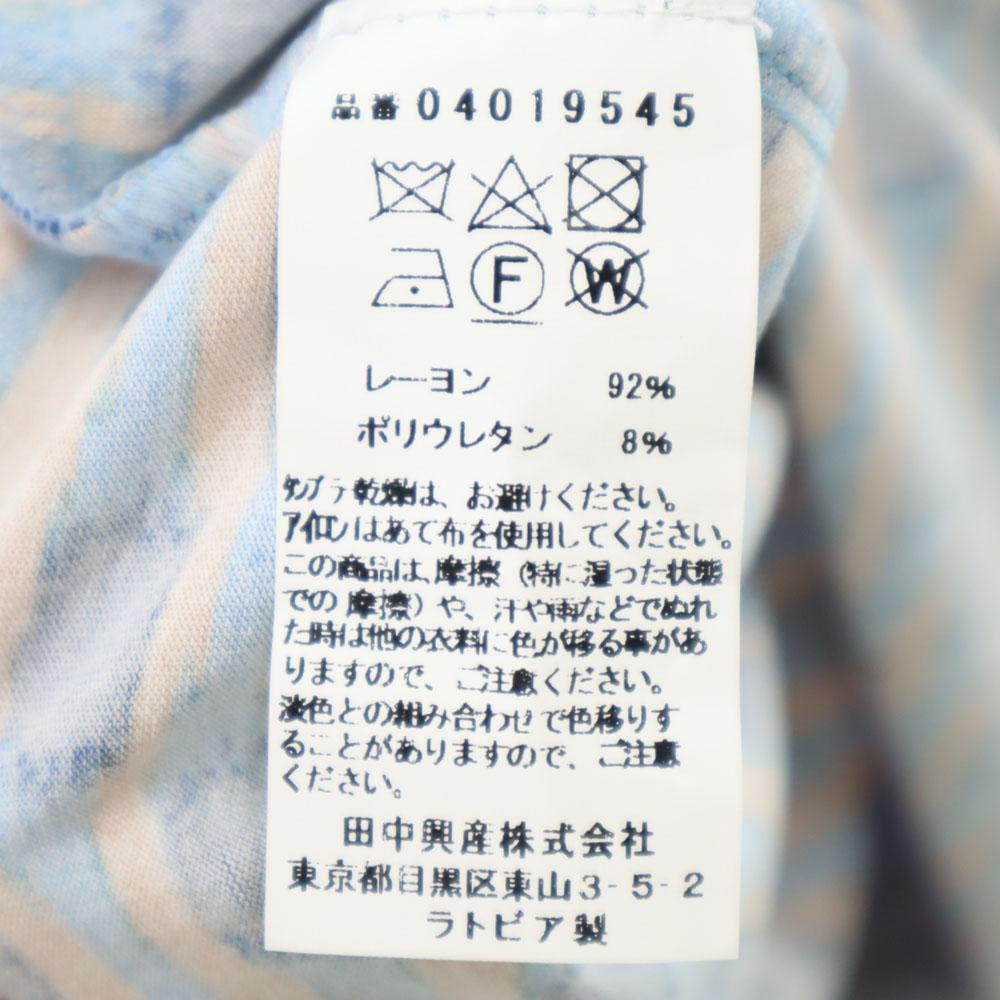 品番 04019545
F
W
レーヨン 92%
ポリウレタン 8%
タンブラ乾燥は、お避けください。
アイロンはあて布を使用してください。
この商品は、摩擦(特に湿った状態
での摩擦)や、汗や雨などでぬれ
た時は他の衣料に色が移る事があ
りますので、ご注意ください。
淡色との組み合わせで色移りす
ることがありますので、ご注意
ください。
田中興産株式会社
東京都目黒区東山3-5-2
ラトビア製